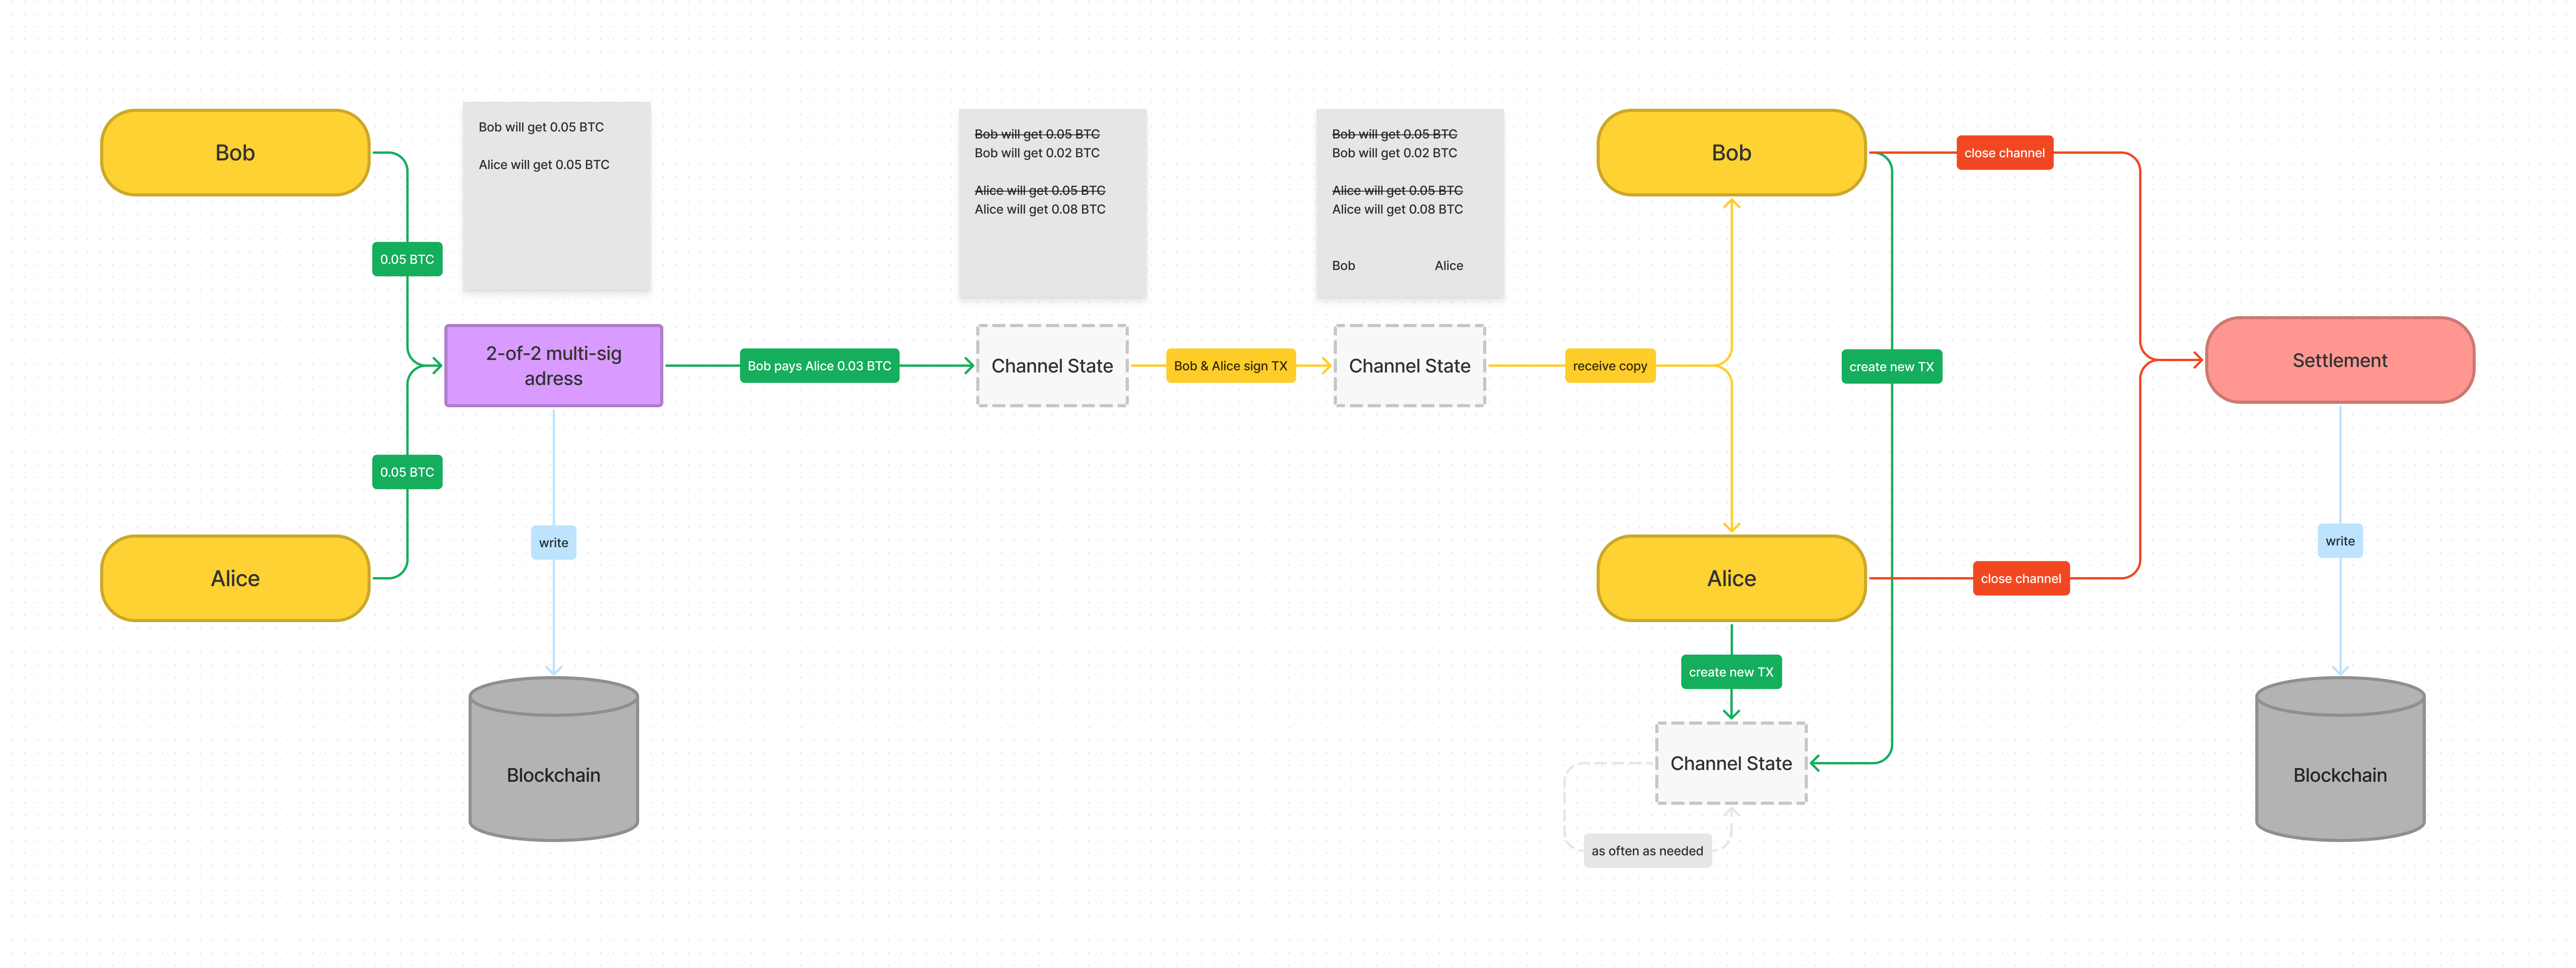 Bob
Bob will get 0.05 BTC
Alice will get 0.05 BTC
0.05 BTC
2-of-2 multi-sig
adress
0.05 BTC
Alice
write
Blockchain
Bob pays Alice 0.03 BTC
Bob will get 0.05 BTC
Bob will get 0.02 BTC
Alice will get 0.05 BTC
Alice will get 0.08 BTC
Channel State
Bob & Alice sign TX
Bob will get 0.05 BTC
Bob will get 0.02 BTC
Alice will get 0.05 BTC
Alice will get 0.08 BTC
Bob Alice
Channel State
receive copy
Bob
close channel
create new TX
Alice
close channel
create new TX
Channel State
as often as needed
Settlement
write
Blockchain